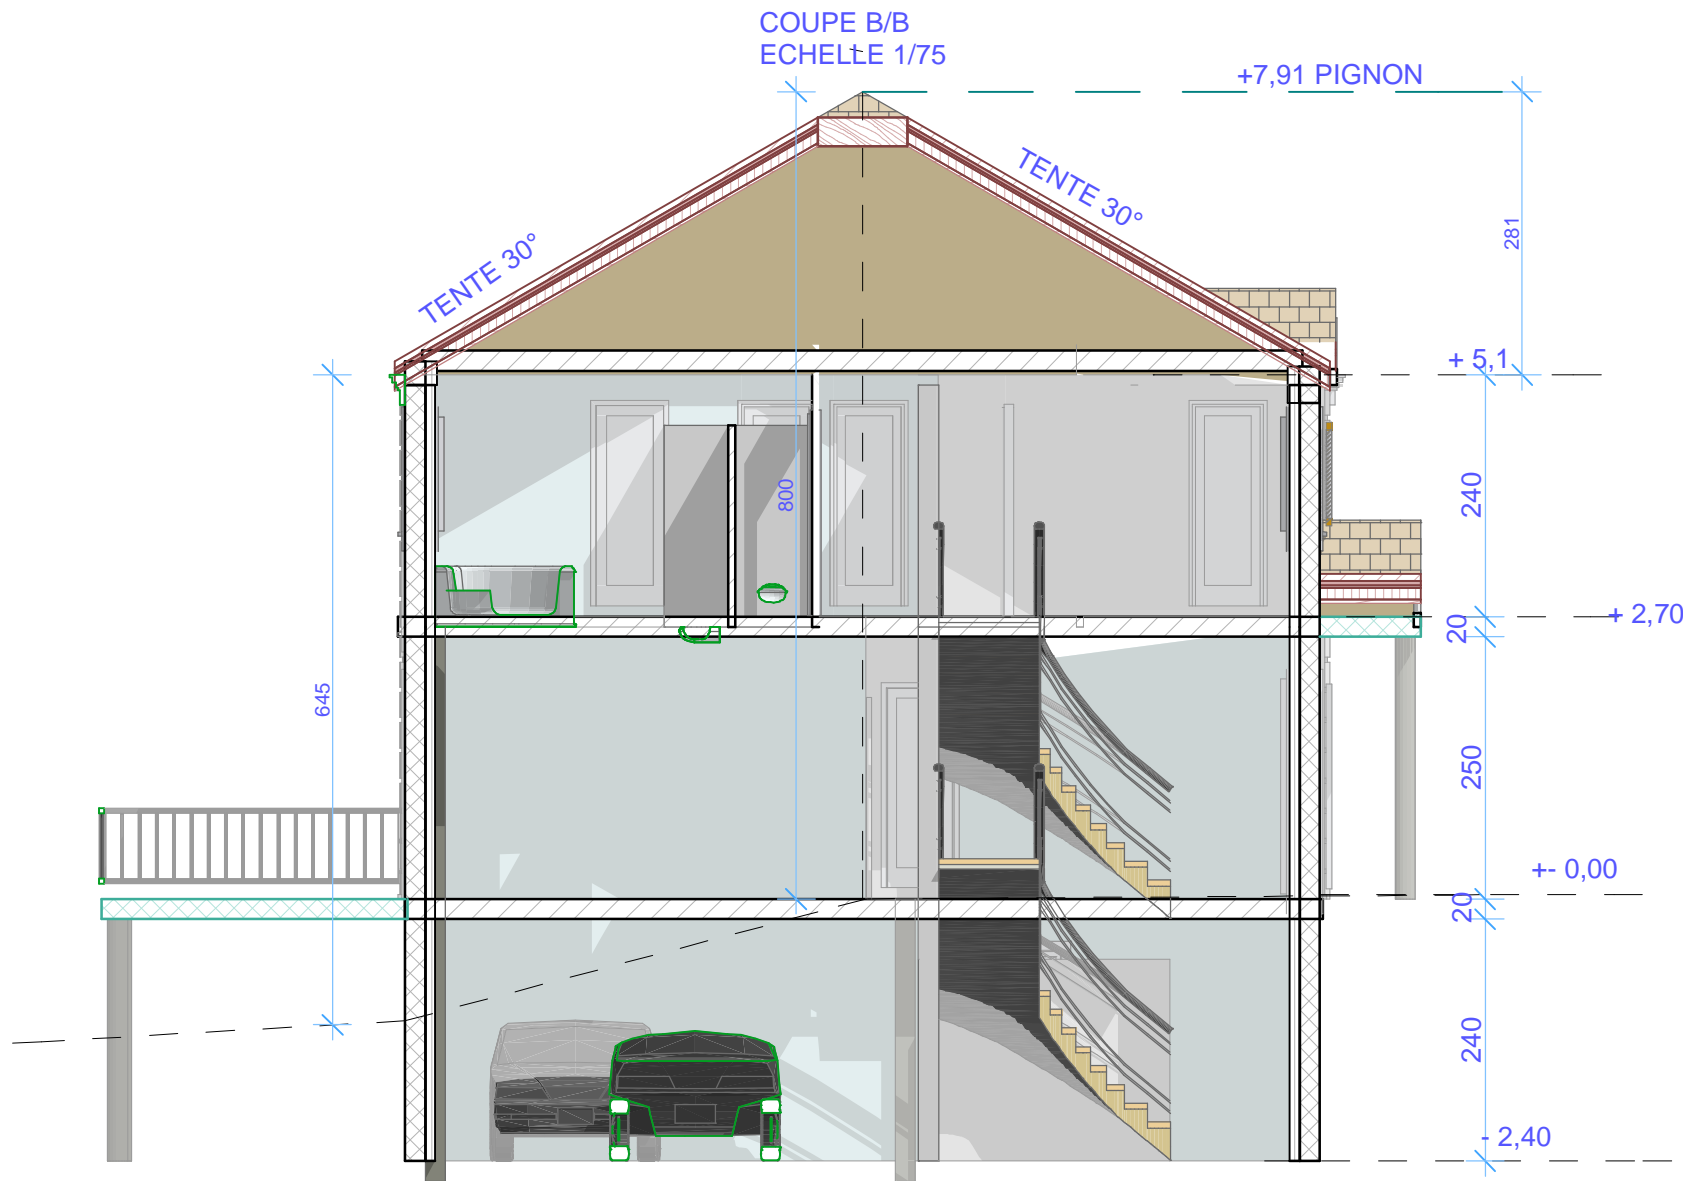 COUPE B/B
ECHELLE 1/75
+7,91 PIGNON
TENTE 30°
TENTE 30°
281
+ 5,1
800
240
+ 2,70
20
645
250
+- 0,00
20
240
- 2,40